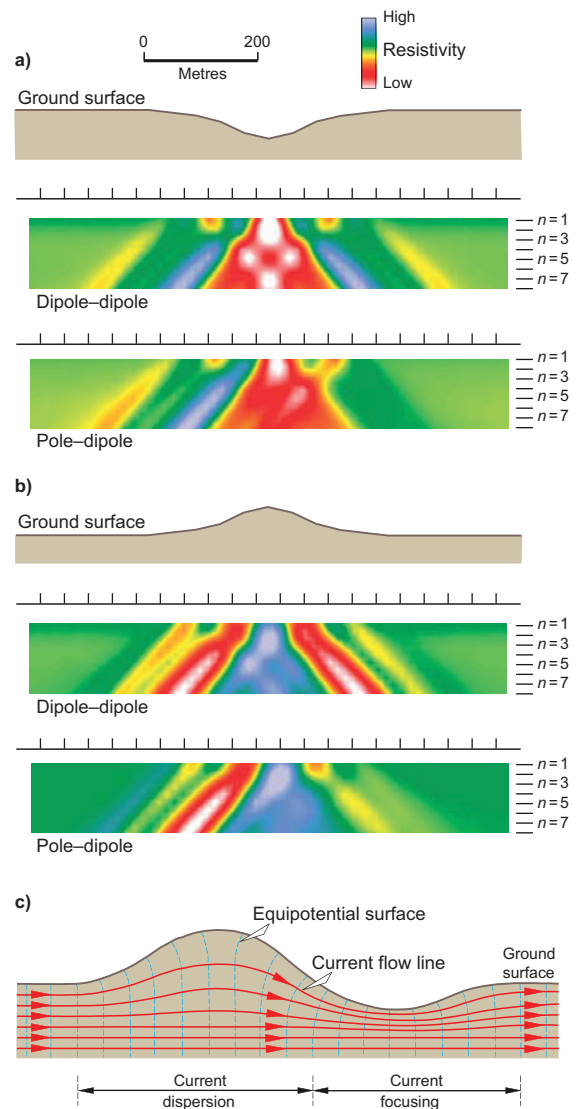 High
Resistivity
Low
0 200
Metres
a)
Ground surface
n=1
n=3
n=5
n=7
Dipole–dipole
n=1
n=3
n=5
n=7
Pole–dipole
b)
Ground surface
n=1
n=3
n=5
n=7
Dipole–dipole
n=1
n=3
n=5
n=7
Pole–dipole
c)
Equipotential surface
Current flow line
Ground
surface
Current
dispersion
Current
focusing